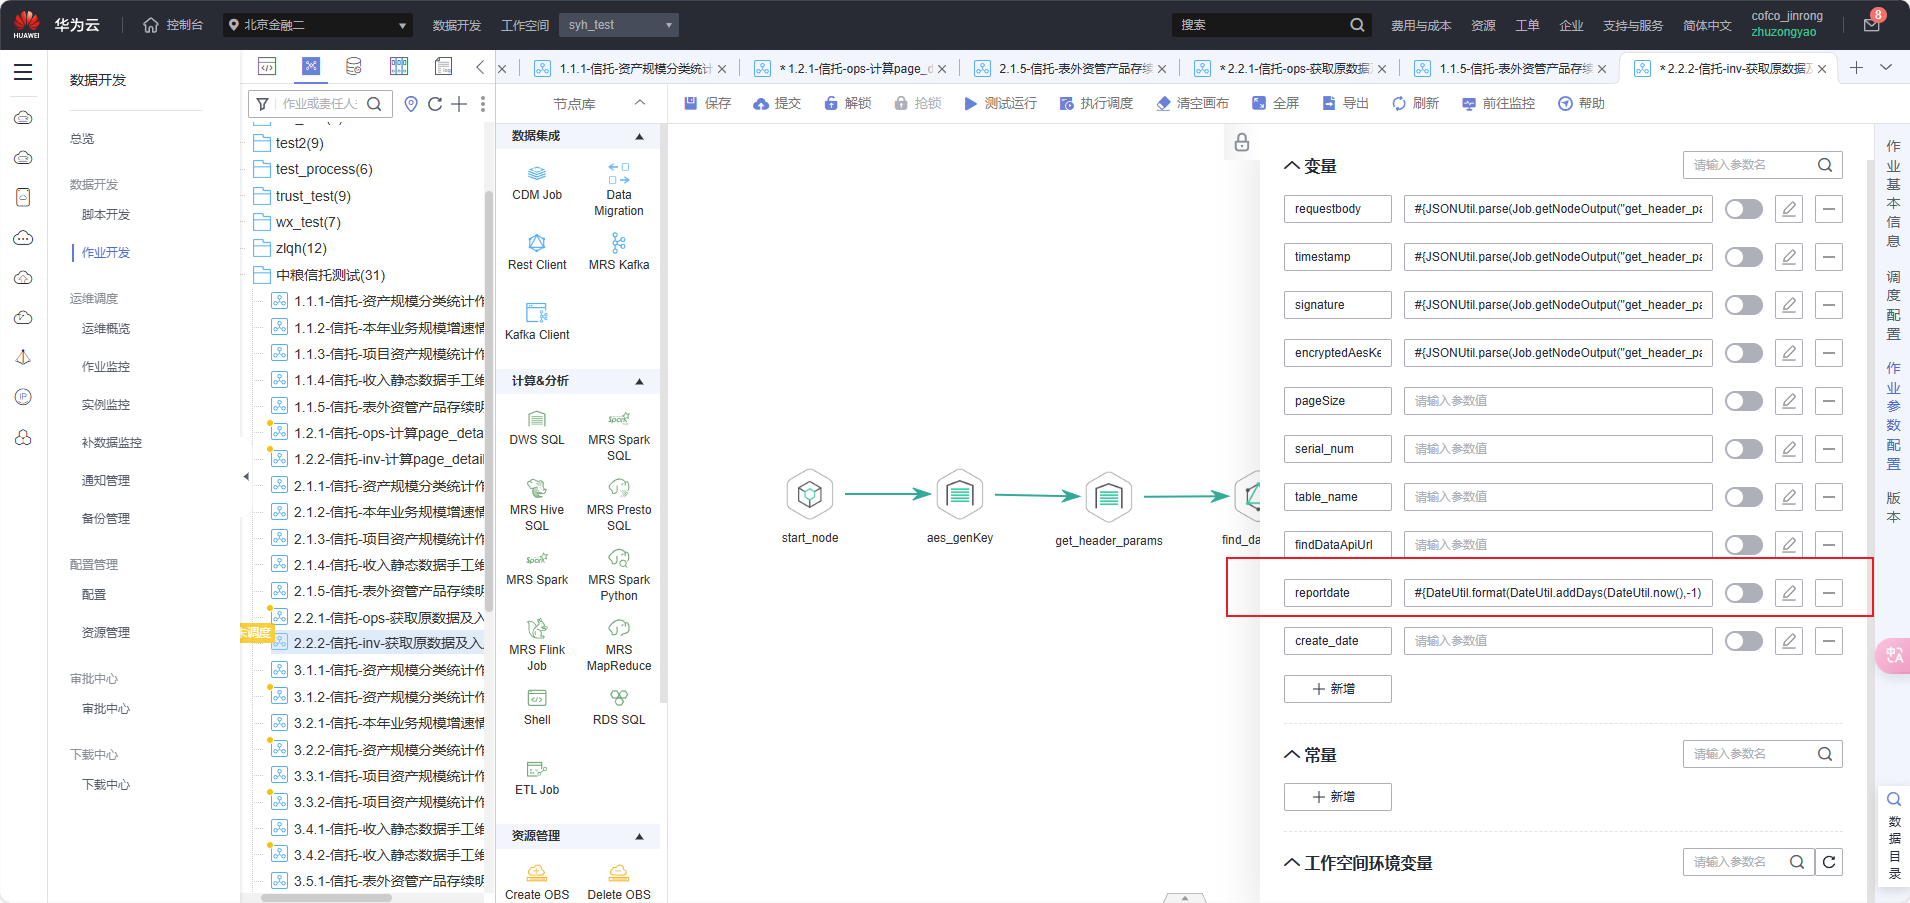 HUAWEI
华为云
控制台
北京金融二
数据开发
工作空间
syh_test
搜索
费用与成本
资源
工单
企业
支持与服务
简体中文
cofco_jinrong
zhuzongyao
8
数据开发
总览
数据开发
脚本开发
作业开发
运维调度
运维概览
作业监控
实例监控
补数据监控
通知管理
备份管理
配置管理
配置
资源管理
审批中心
审批中心
下载中心
下载中心
作业或责任人:
test2(9)
test_process(6)
trust_test(9)
wx_test(7)
zlqh(12)
中粮信托测试(31)
1.1.1-信托-资产规模分类统计作
1.1.2-信托-本年业务规模增速情
1.1.3-信托-项目资产规模统计作
1.1.4-信托-收入静态数据手工维
1.1.5-信托-表外资管产品存续明
1.2.1-信托-ops-计算page_deta
1.2.2-信托-inv-计算page_detail
2.1.1-信托-资产规模分类统计作
2.1.2-信托-本年业务规模增速情
2.1.3-信托-项目资产规模统计作
2.1.4-信托-收入静态数据手工维
2.1.5-信托-表外资管产品存续明
2.2.1-信托-ops-获取原数据及入
2.2.2-信托-inv-获取原数据及入
3.1.1-信托-资产规模分类统计作
3.1.2-信托-资产规模分类统计作
3.2.1-信托-本年业务规模增速情
3.2.2-信托-资产规模分类统计作
3.3.1-信托-项目资产规模统计作
3.3.2-信托-项目资产规模统计作
3.4.1-信托-收入静态数据手工维
3.4.2-信托-收入静态数据手工维
3.5.1-信托-表外资管产品存续明
调度
1.1.1-信托-资产规模分类统计
*1.2.1-信托-ops-计算page_d
2.1.5-信托-表外资管产品存续
*2.2.1-信托-ops-获取原数据
1.1.5-信托-表外资管产品存续
*2.2.2-信托-inv-获取原数据及
节点库
保存
提交
解锁
抢锁
测试运行
执行调度
清空画布
全屏
导出
刷新
前往监控
帮助
数据集成
CDM Job
Data
Migration
Rest Client
MRS Kafka
Kafka Client
计算&分析
DWS SQL
MRS Spark
SQL
MRS Hive
SQL
MRS Presto
SQL
MRS Spark
MRS Spark
Python
MRS Flink
Job
MRS
MapReduce
Shell
RDS SQL
ETL Job
资源管理
Create OBS
Delete OBS
start_node
aes_genKey
get_header_params
find_da
变量
请输入参数名
requestbody
#{JSONUtil.parse(Job.getNodeOutput("get_header_pa
timestamp
#{JSONUtil.parse(Job.getNodeOutput("get_header_pa
signature
#{JSONUtil.parse(Job.getNodeOutput("get_header_pa
encryptedAesKe
#{JSONUtil.parse(Job.getNodeOutput("get_header_pa
pageSize
请输入参数值
serial_num
请输入参数值
table_name
请输入参数值
findDataApiUrl
请输入参数值
reportdate
#{DateUtil.format(DateUtil.addDays(DateUtil.now(),-1)
create_date
请输入参数值
新增
常量
请输入参数名
新增
工作空间环境变量
请输入参数名
作业基本信息
调度配置
作业参数配置
版本
数据目录